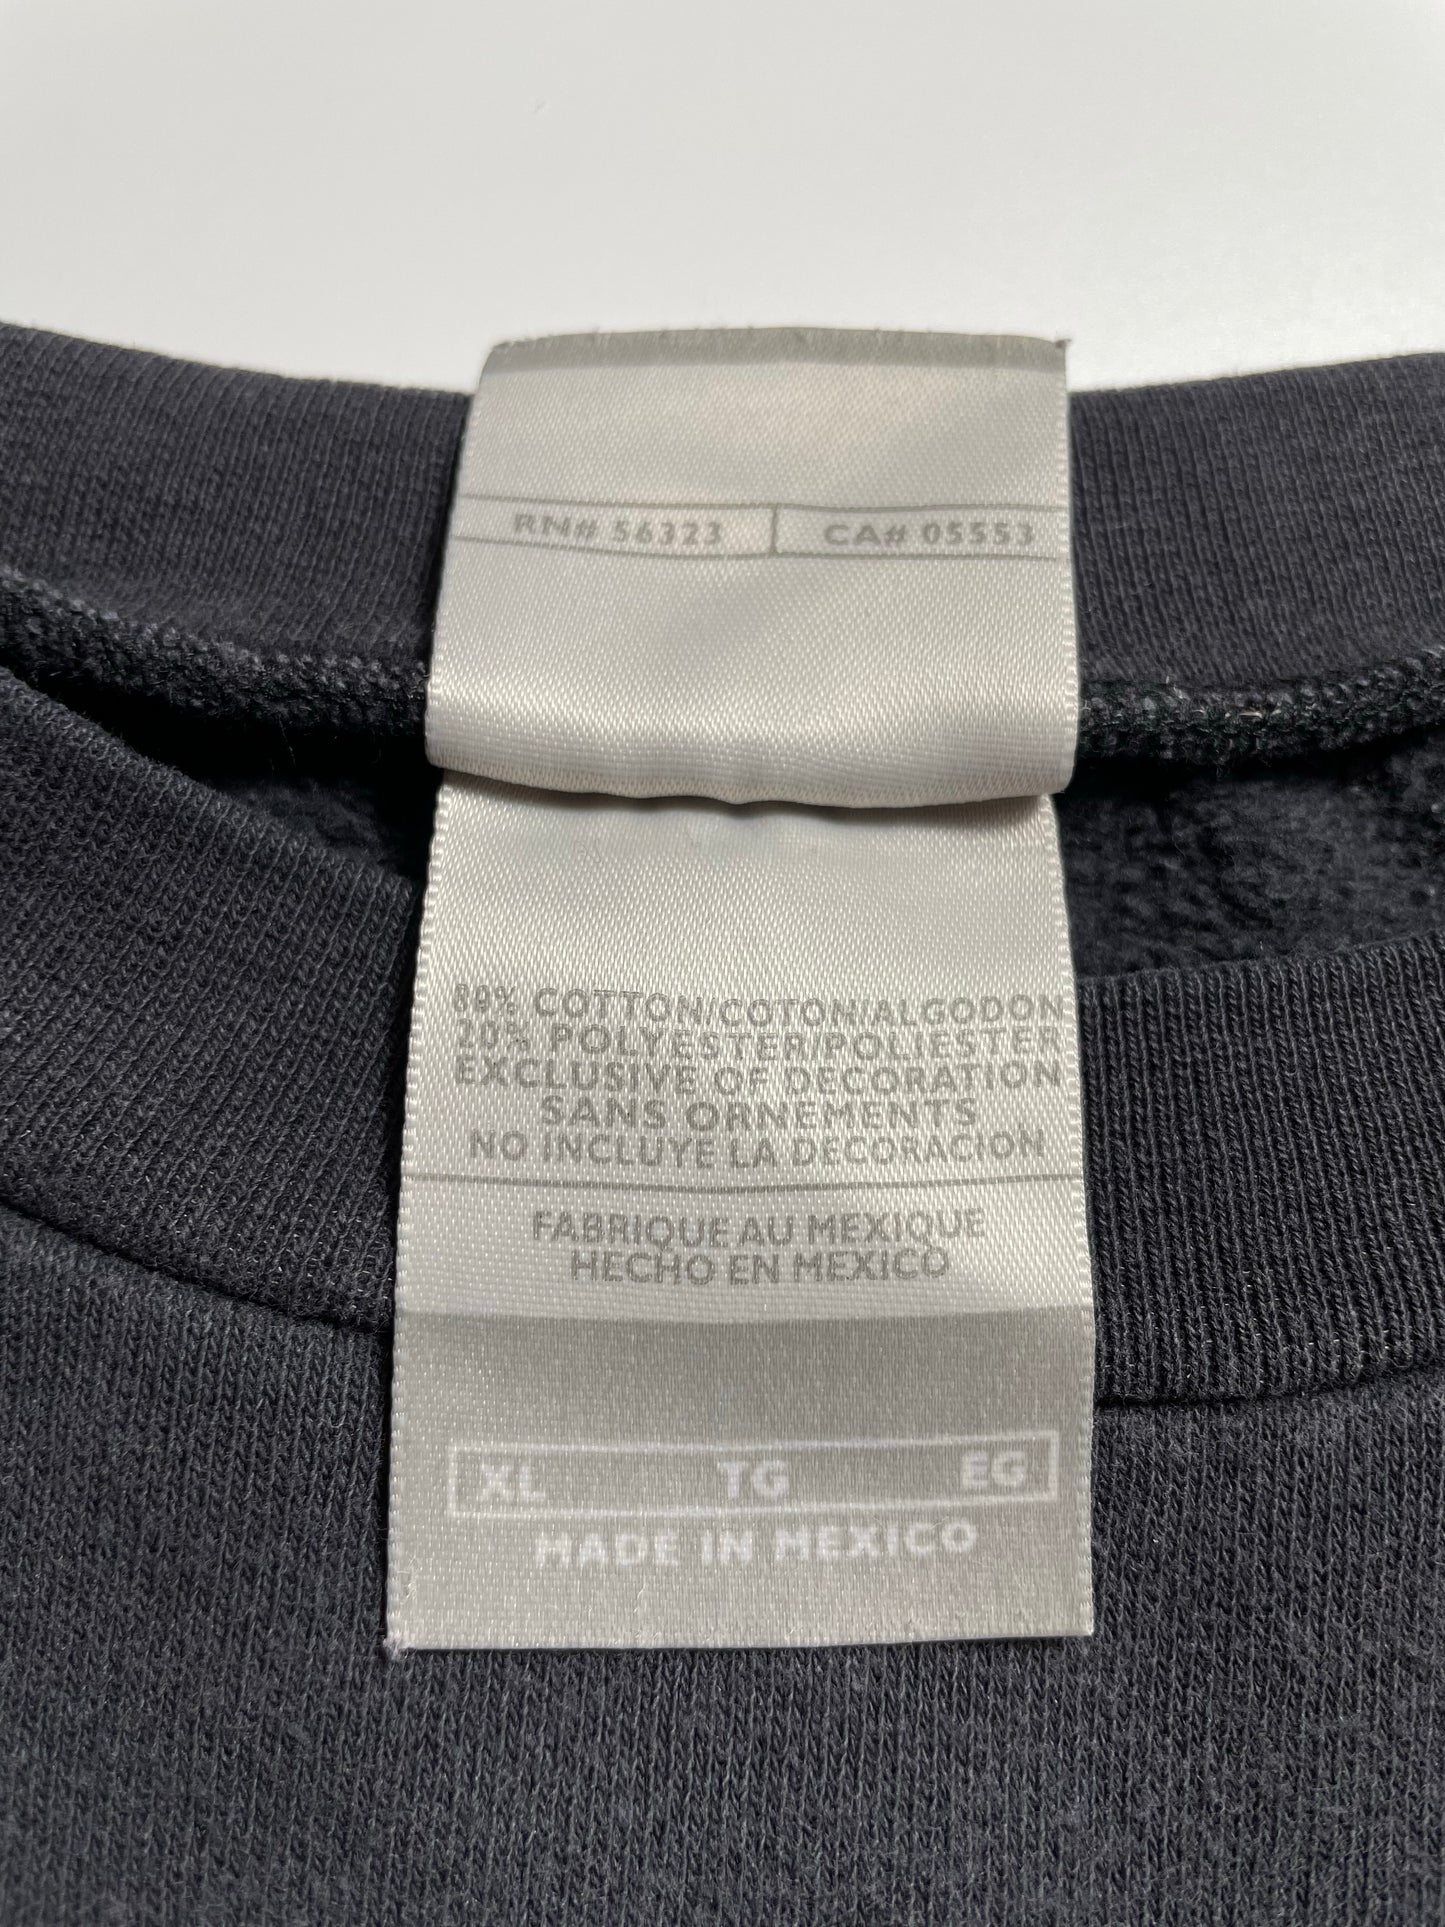 RN# 56323 | CA# 05553
80% COTTON/COTON/ALGODON
20% POLYESTER/POLIESTER
EXCLUSIVE OF DECORATION
SANS ORNEMENTS
NO INCLUYE LA DECORACION
FABRIQUE AU MEXIQUE
HECHO EN MEXICO
XL TG EG
MADE IN MEXICO